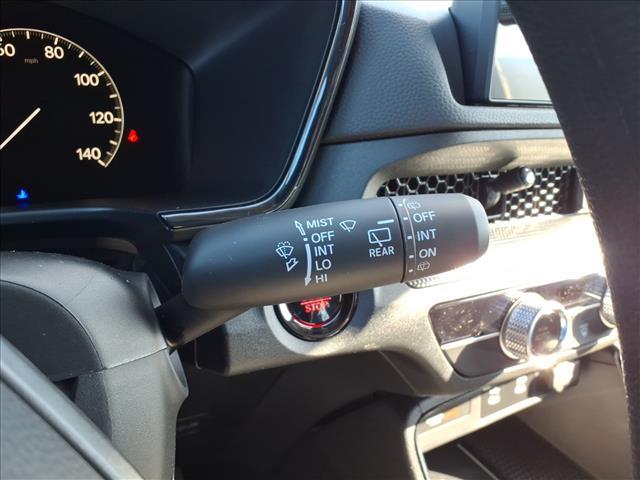 60
mph
80
100
120
140
MIST
OFF
INT
LO
HI
REAR
OFF
INT
ON
STOP